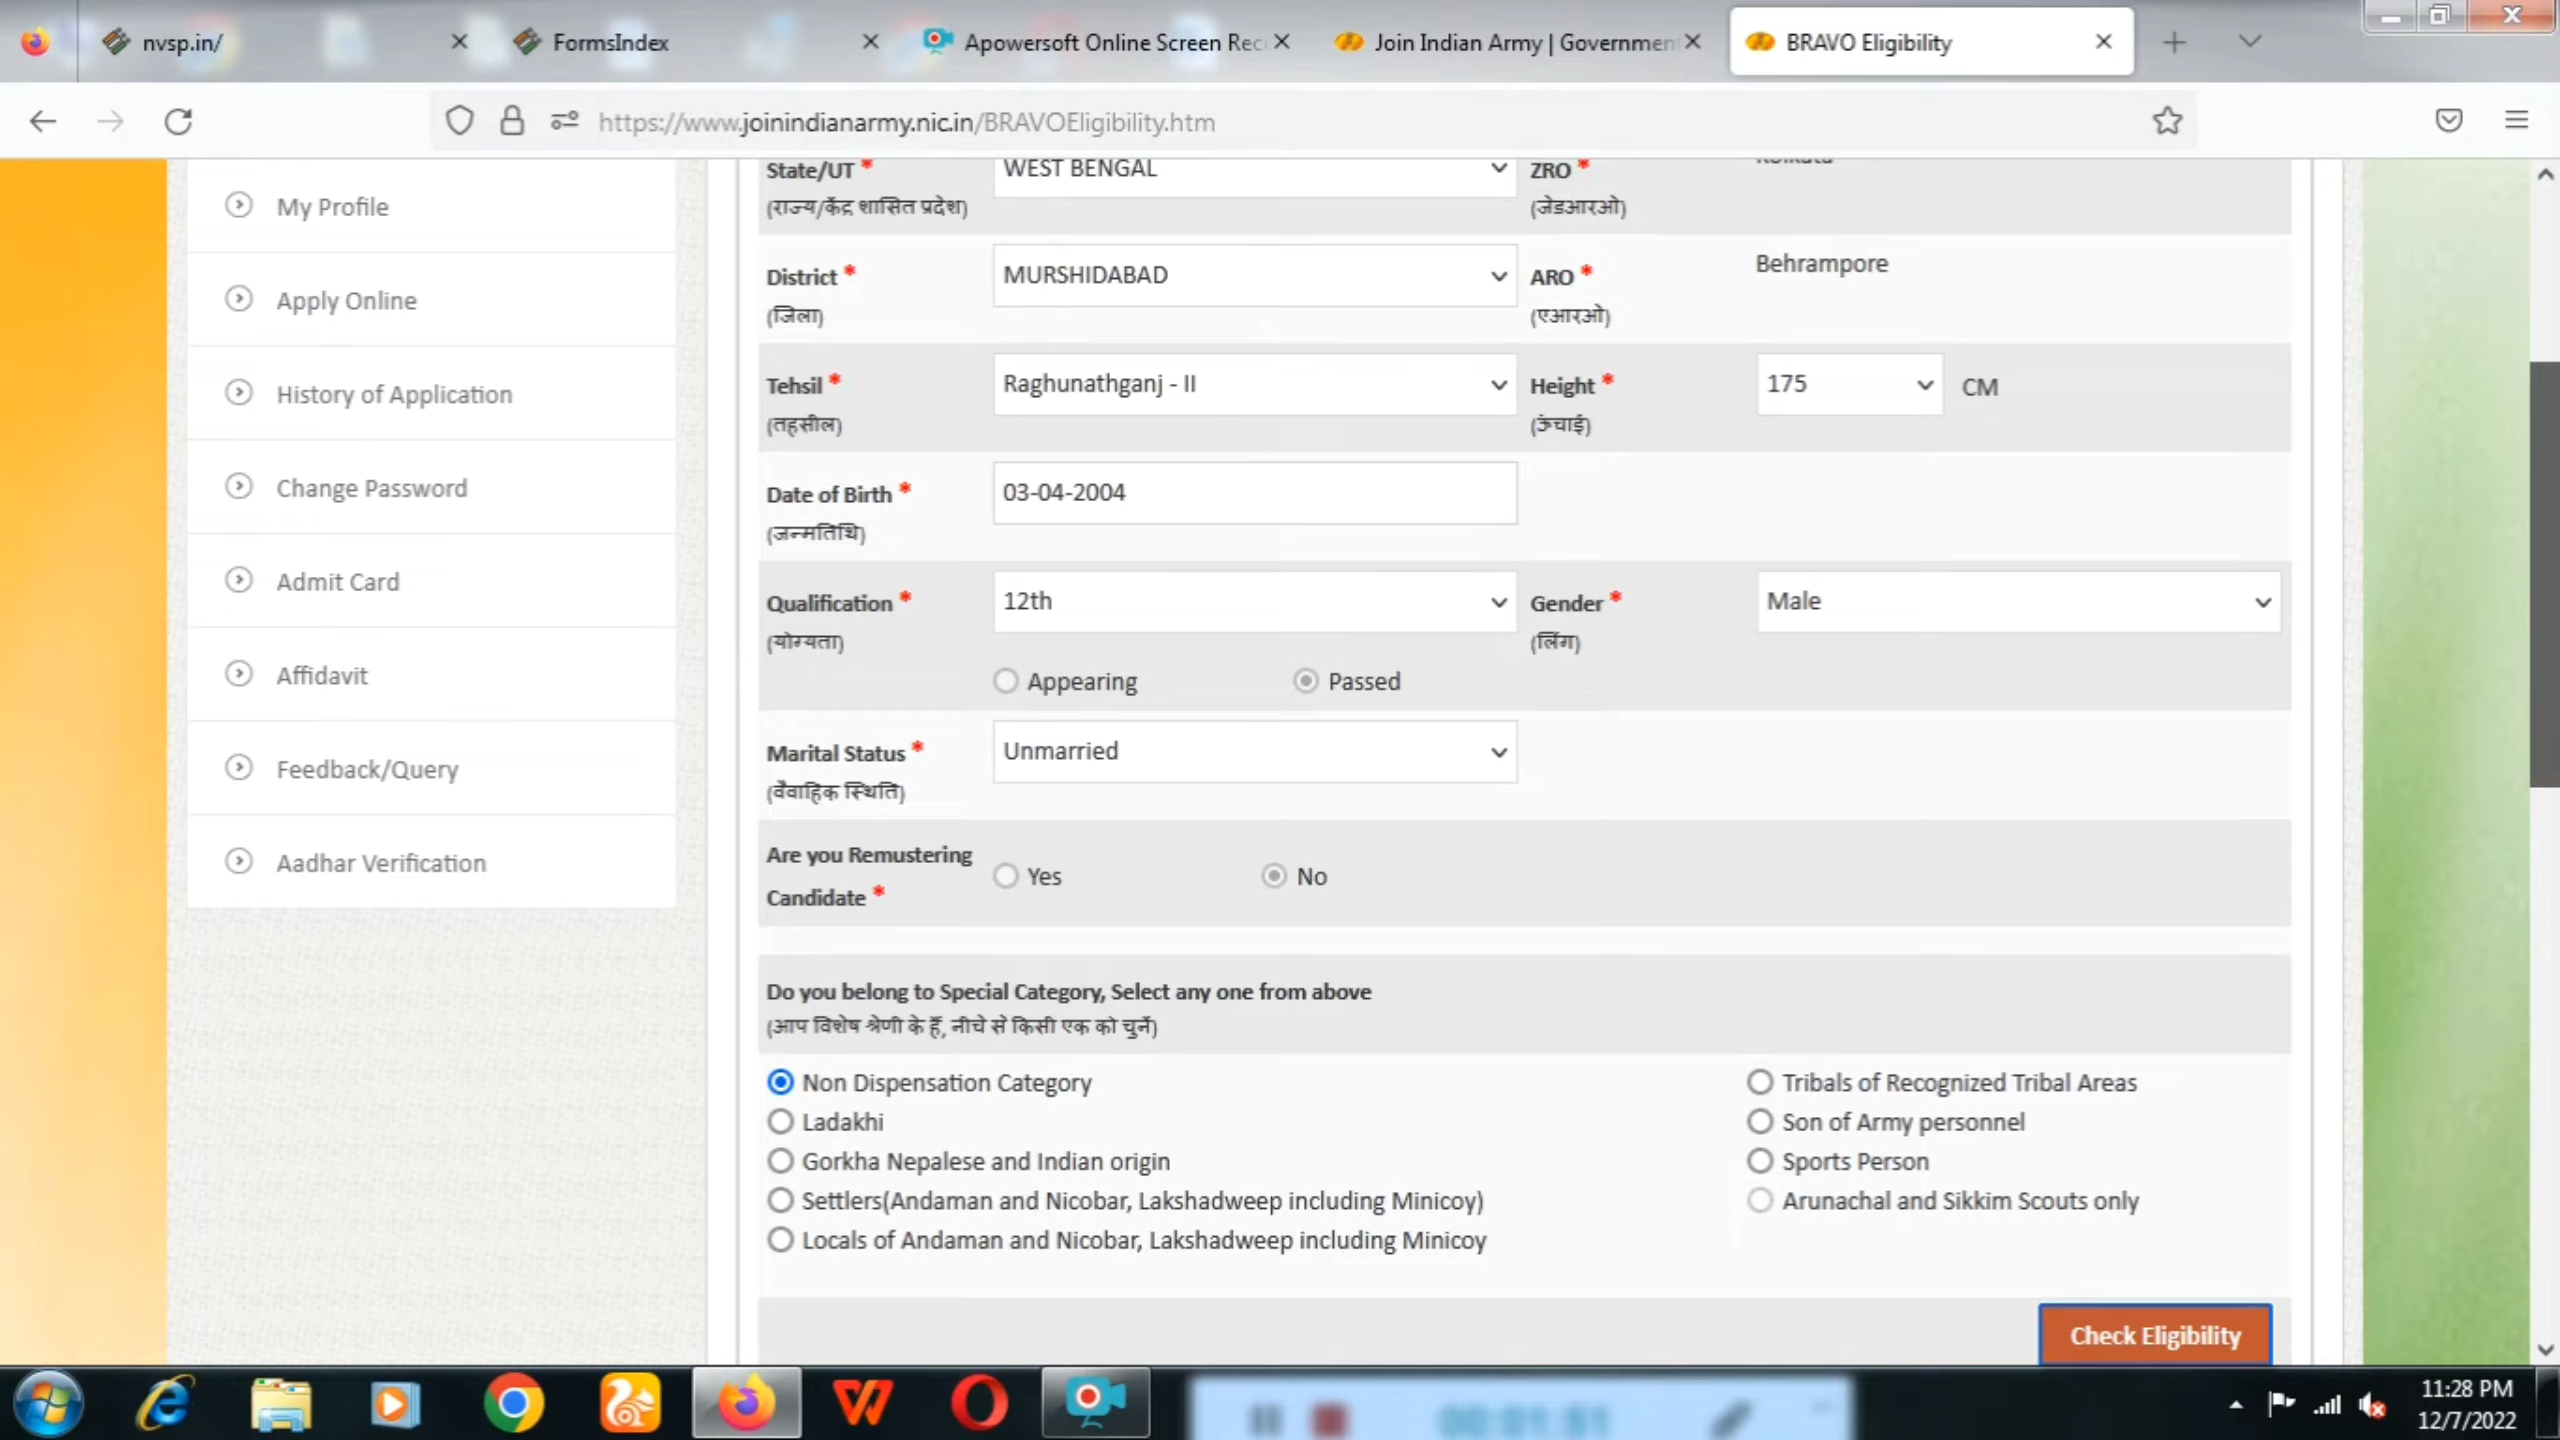 nvsp.in/
FormsIndex
Apowersoft Online Screen Rec
Join Indian Army | Governmen
BRAVO Eligibility
https://www.joinindianarmy.nic.in/BRAVOEligibility.htm
My Profile
Apply Online
History of Application
Change Password
Admit Card
Affidavit
Feedback/Query
Aadhar Verification
State/UT * WEST BENGAL ZRO *
(राज्य/केंद्र शासित प्रदेश) (जेडआरओ)
District * MURSHIDABAD ARO * Behrampore
(जिला) (एआरओ)
Tehsil * Raghunathganj - II Height * 175 CM
(तहसील) (ऊंचाई)
Date of Birth * 03-04-2004
(जन्मतिथि)
Qualification * 12th Gender * Male
(योग्यता) (लिंग)
Appearing Passed
Marital Status * Unmarried
(वैवाहिक स्थिति)
Are you Remustering
Candidate * Yes No
Do you belong to Special Category, Select any one from above
(आप विशेष श्रेणी के हैं, नीचे से किसी एक को चुनें)
Non Dispensation Category Tribals of Recognized Tribal Areas
Ladakhi Son of Army personnel
Gorkha Nepalese and Indian origin Sports Person
Settlers(Andaman and Nicobar, Lakshadweep including Minicoy) Arunachal and Sikkim Scouts only
Locals of Andaman and Nicobar, Lakshadweep including Minicoy
Check Eligibility
11:28 PM
12/7/2022